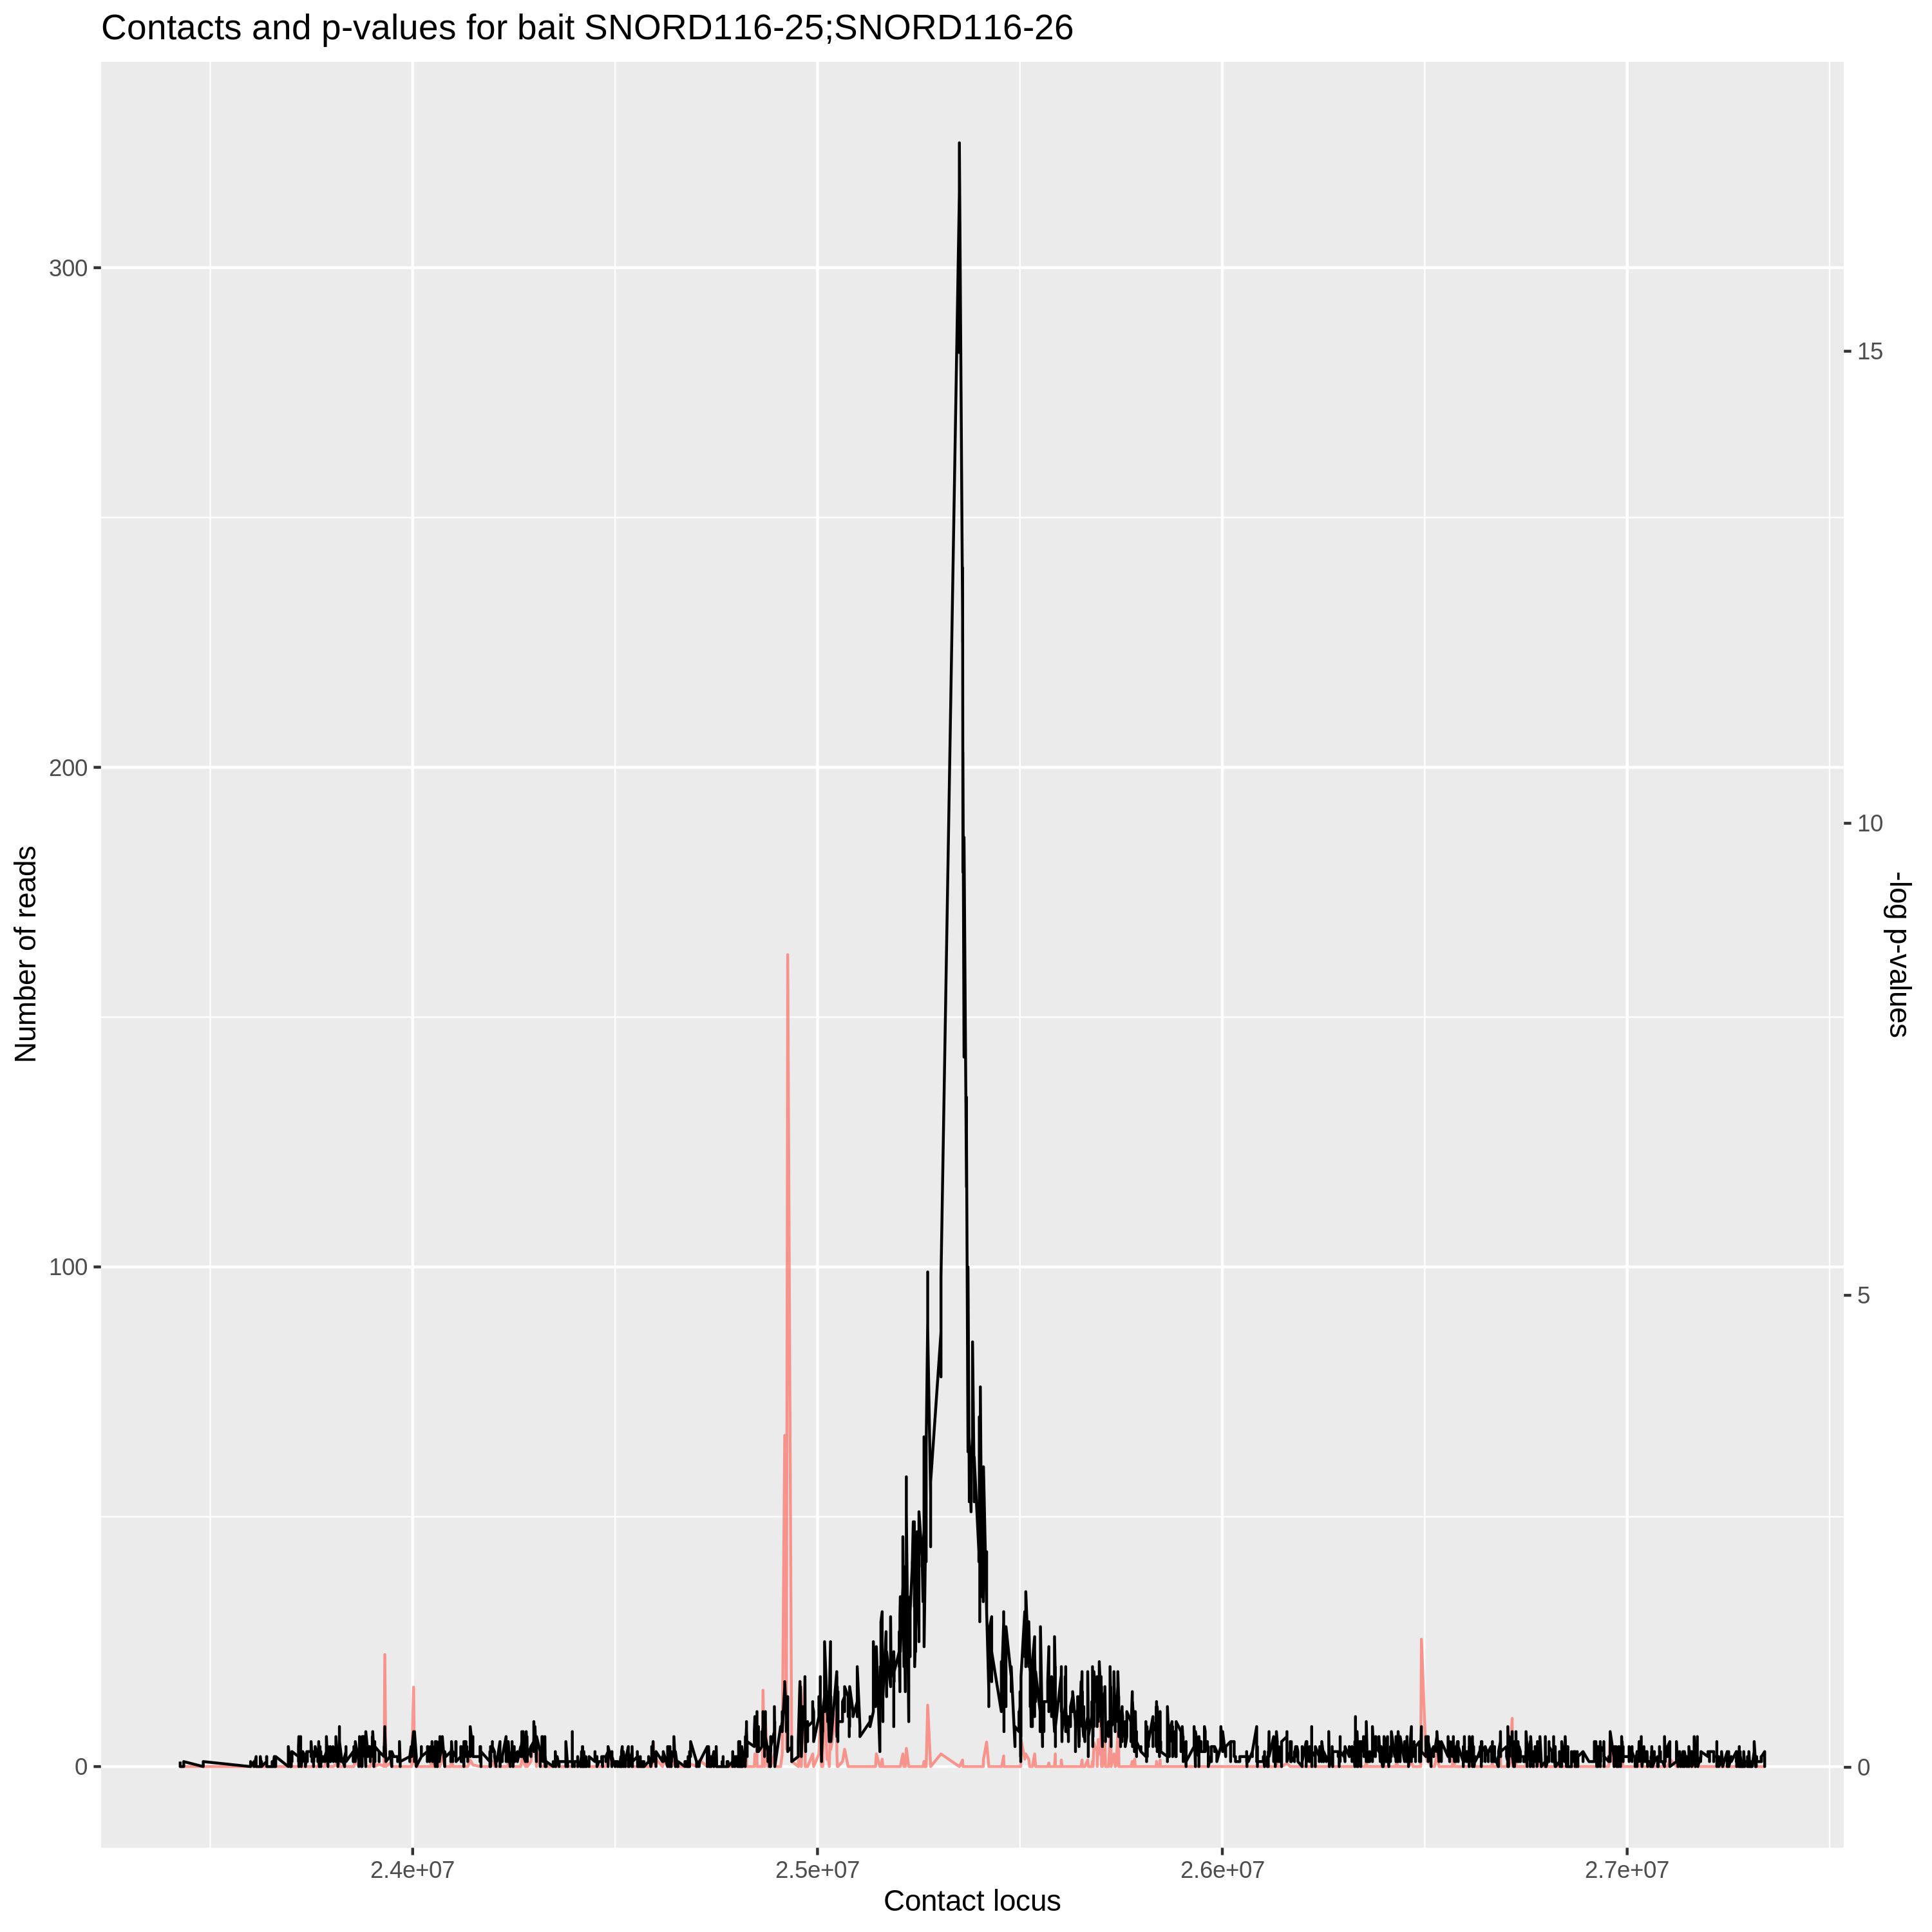 Contacts and p-values for bait SNORD116-25;SNORD116-26
300
200
100
0
Number of reads
15
10
5
0
-log p-values
2.4e+07 2.5e+07 2.6e+07 2.7e+07
Contact locus